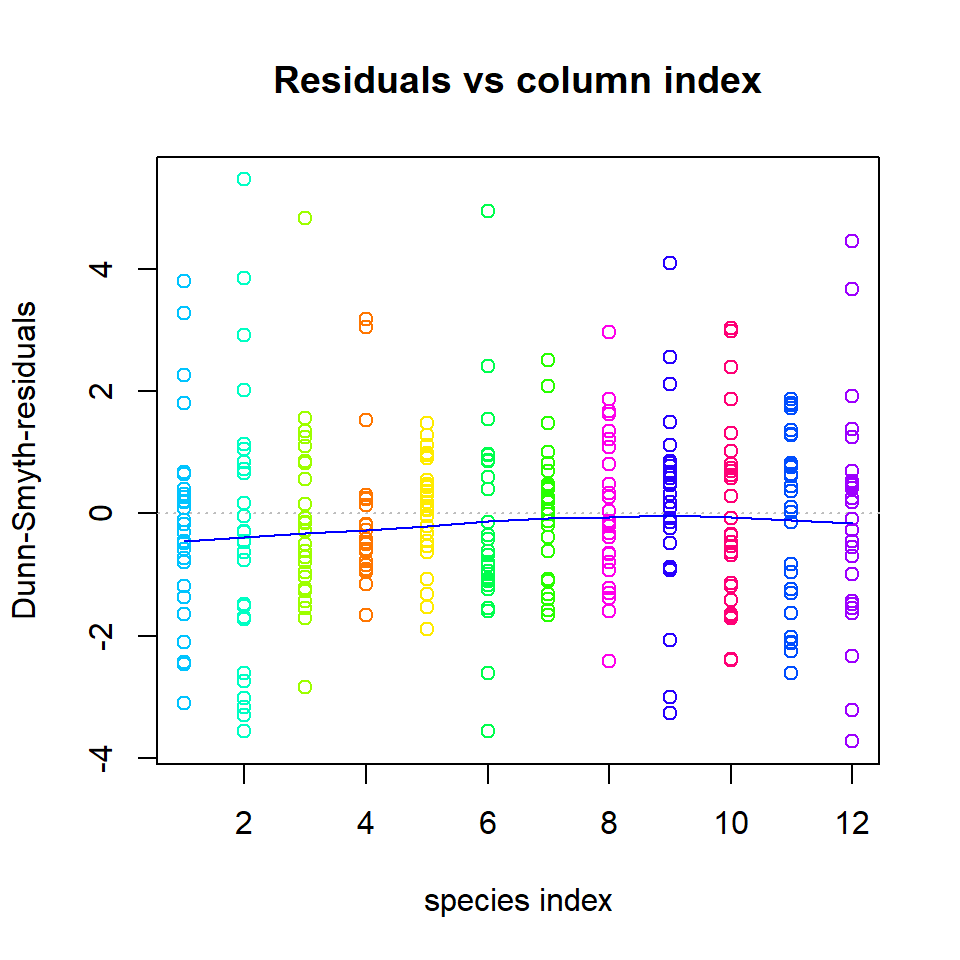 Residuals vs column index
Dunn-Smyth-residuals
4
2
0
-2
-4
2 4 6 8 10 12
species index